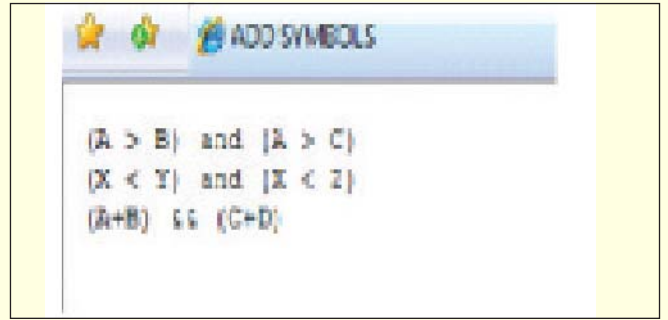 ADD SYMBOLS
(A > B) and (A > C)
(X < Y) and (X < Z)
(A+B) && (C+D)